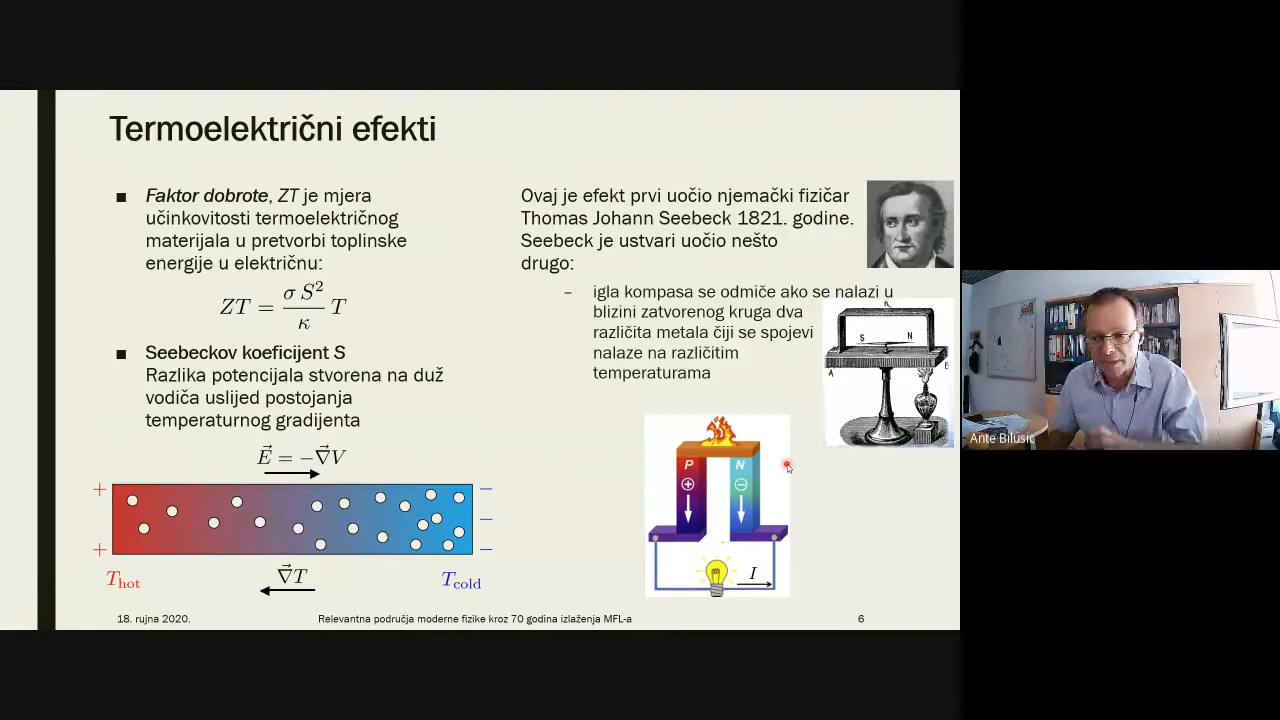 Termoelektrični efekti
■ Faktor dobrote, ZT je mjera
učinkovitosti termoelektričnog
materijala u pretvorbi toplinske
energije u električnu:
ZT = σ S² / κ T
■ Seebeckov koeficijent S
Razlika potencijala stvorena na duž
vodiča uslijed postojanja
temperaturnog gradijenta
E⃗ = −∇⃗V
+ −
−
+ −
∇⃗T
T_hot T_cold
Ovaj je efekt prvi uočio njemački fizičar
Thomas Johann Seebeck 1821. godine.
Seebeck je ustvari uočio nešto
drugo:
– igla kompasa se odmiče ako se nalazi u
blizini zatvorenog kruga dva
različita metala čiji se spojevi
nalaze na različitim
temperaturama
S N
A
P N
+ −
I
18. rujna 2020. Relevantna područja moderne fizike kroz 70 godina izlaženja MFL-a 6
Ante Bilušić